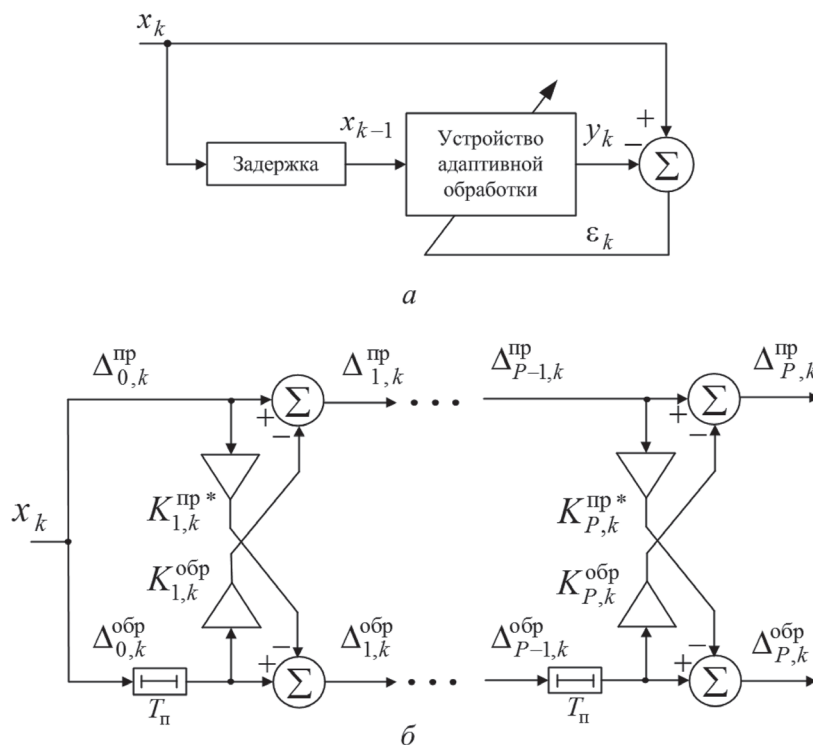 x_k
x_{k−1}
Задержка
Устройство
адаптивной
обработки
y_k
+
−
Σ
ε_k
а
Δ^{пр}_{0,k}
Δ^{пр}_{1,k}
Δ^{пр}_{P−1,k}
Δ^{пр}_{P,k}
+
Σ
−
• • •
+
Σ
−
K^{пр *}_{1,k}
K^{пр *}_{P,k}
x_k
K^{обр}_{1,k}
K^{обр}_{P,k}
Δ^{обр}_{0,k}
Δ^{обр}_{1,k}
Δ^{обр}_{P−1,k}
Δ^{обр}_{P,k}
−
+
Σ
• • •
−
+
Σ
T_п
T_п
б